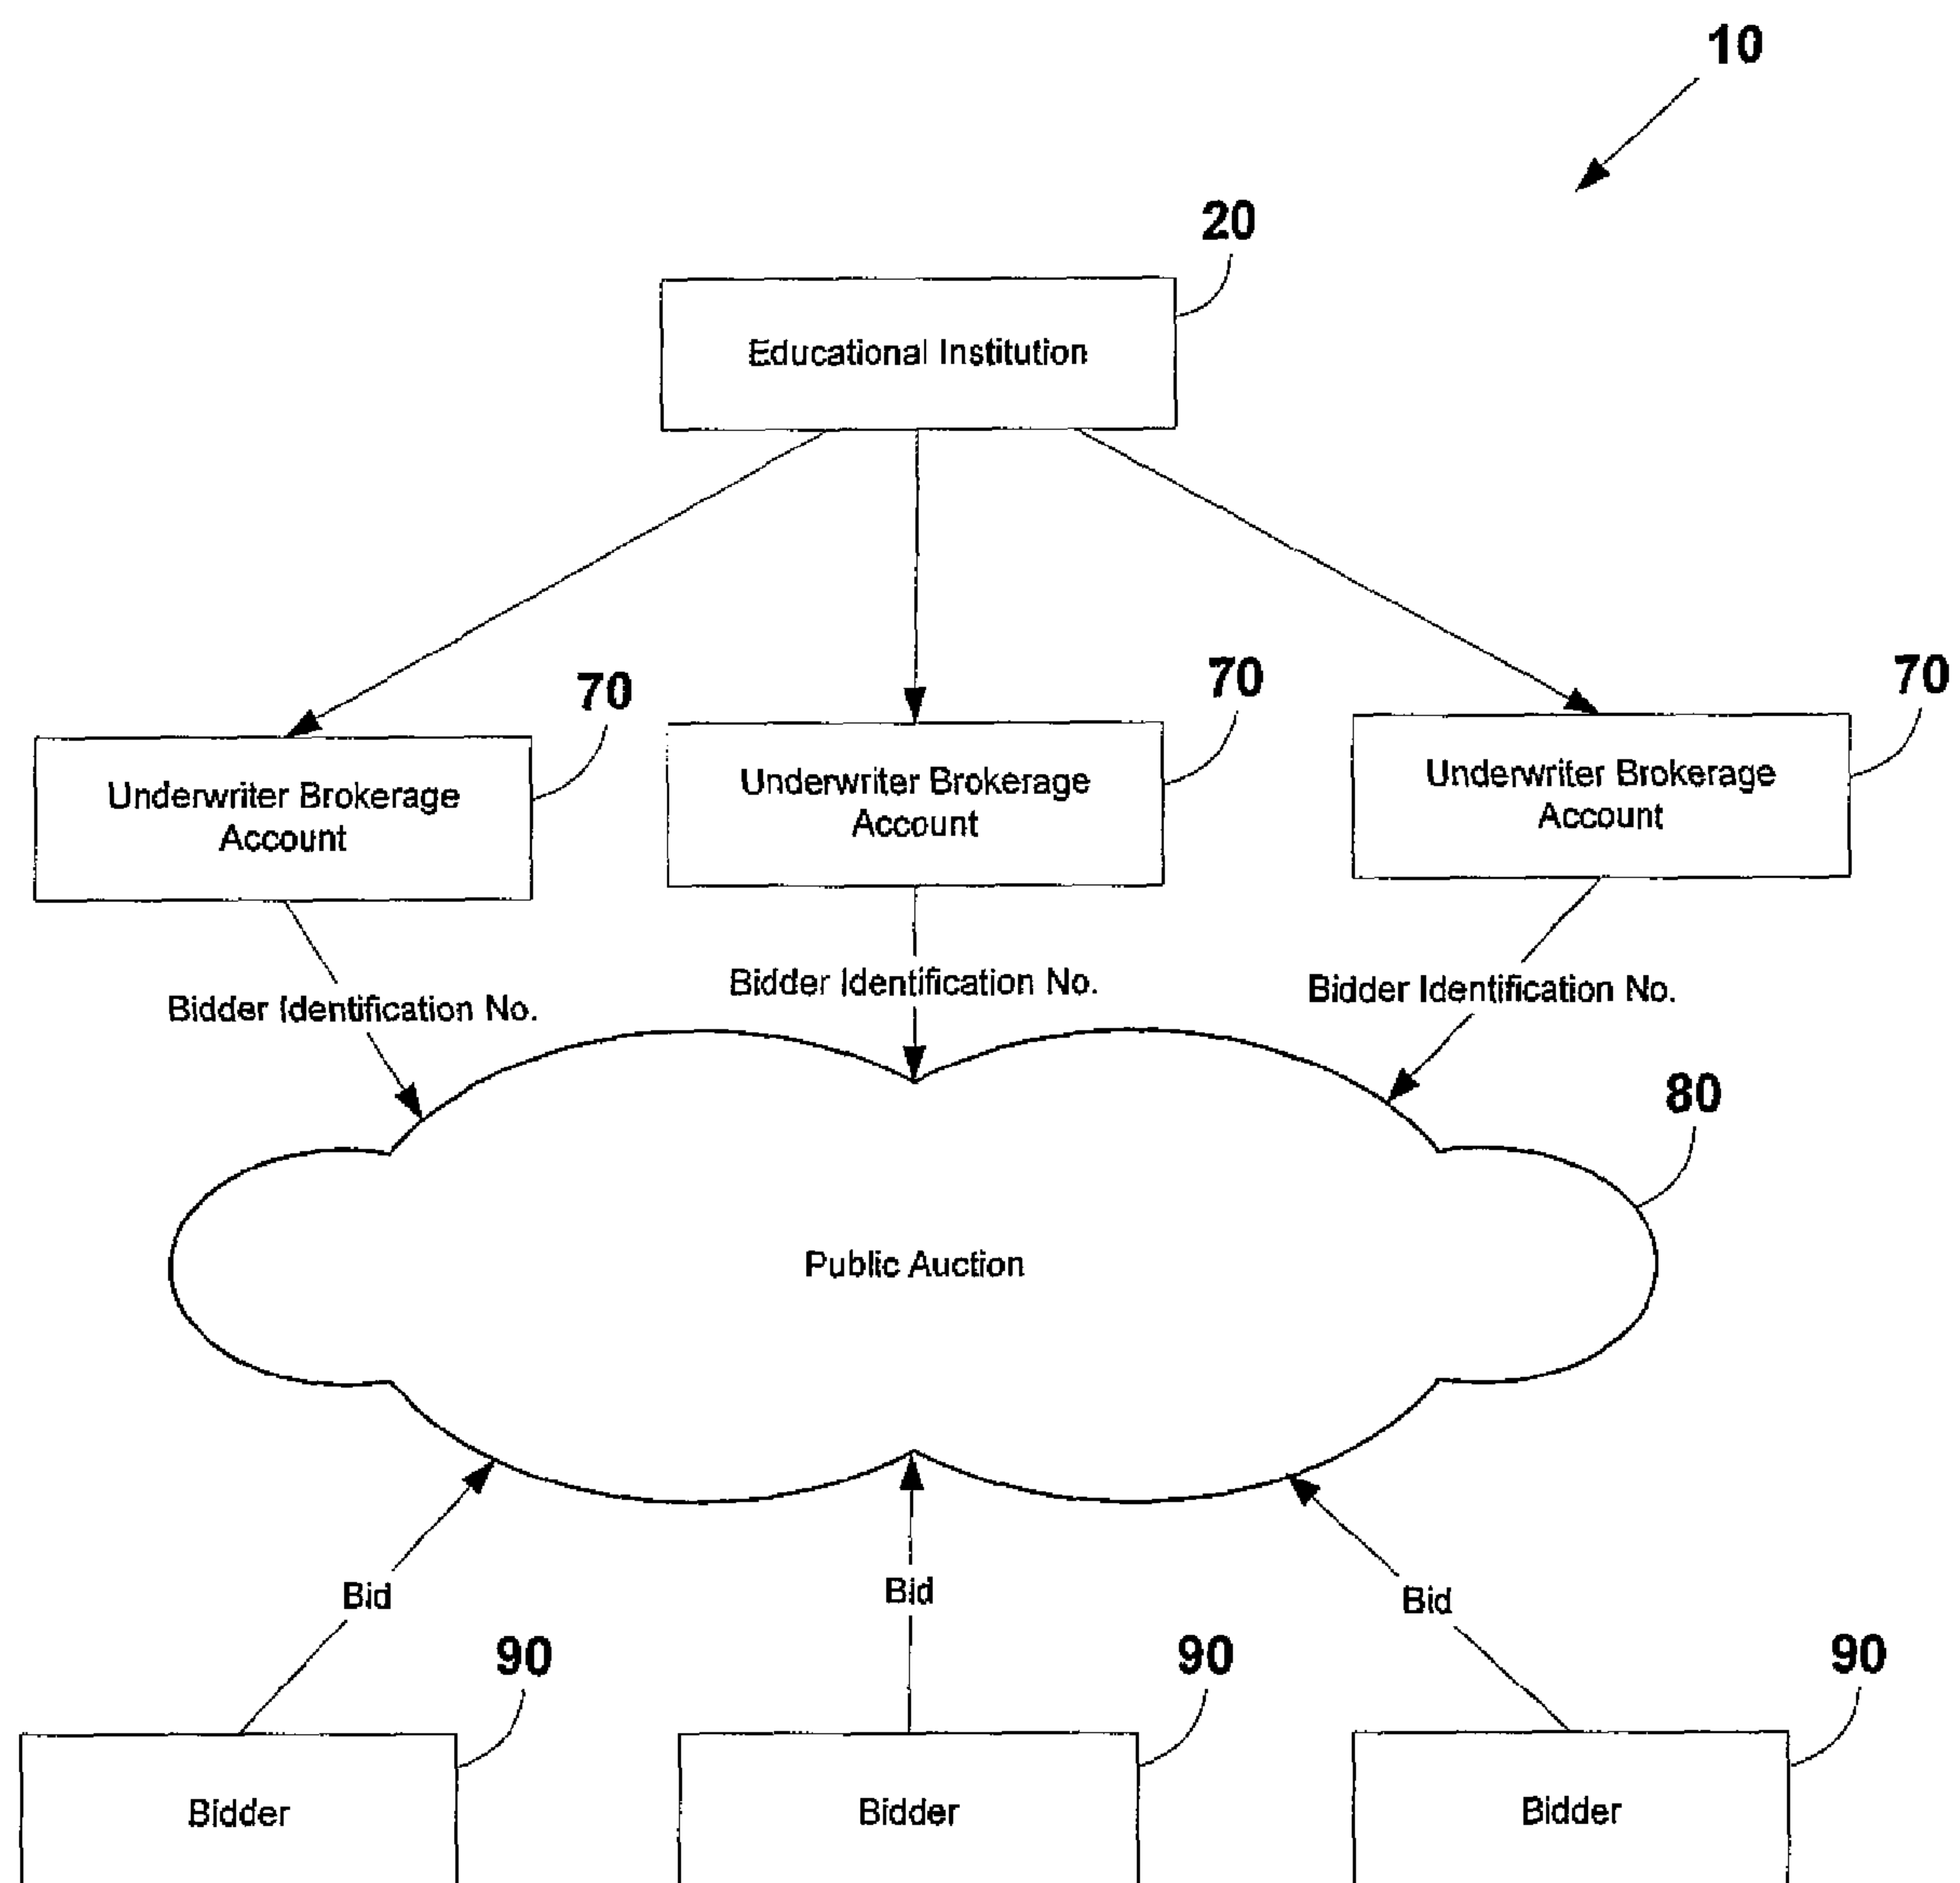 10
20
Educational Institution
70
70
70
Underwriter Brokerage
Account
Underwriter Brokerage
Account
Underwriter Brokerage
Account
Bidder Identification No.
Bidder Identification No.
Bidder Identification No.
80
Public Auction
Bid
Bid
Bid
90
90
90
Bidder
Bidder
Bidder